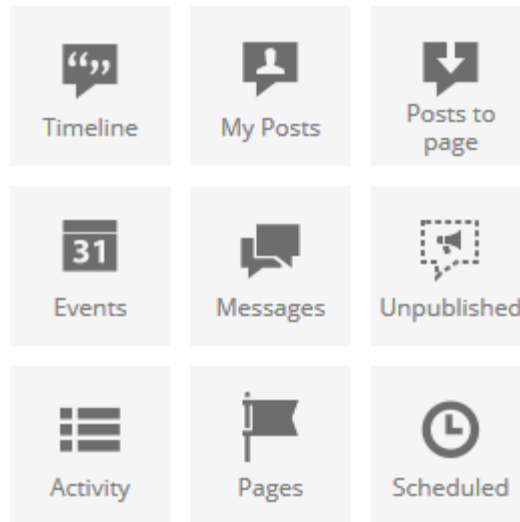 Timeline
My Posts
Posts to
page
31
Events
Messages
Unpublished
Activity
Pages
Scheduled